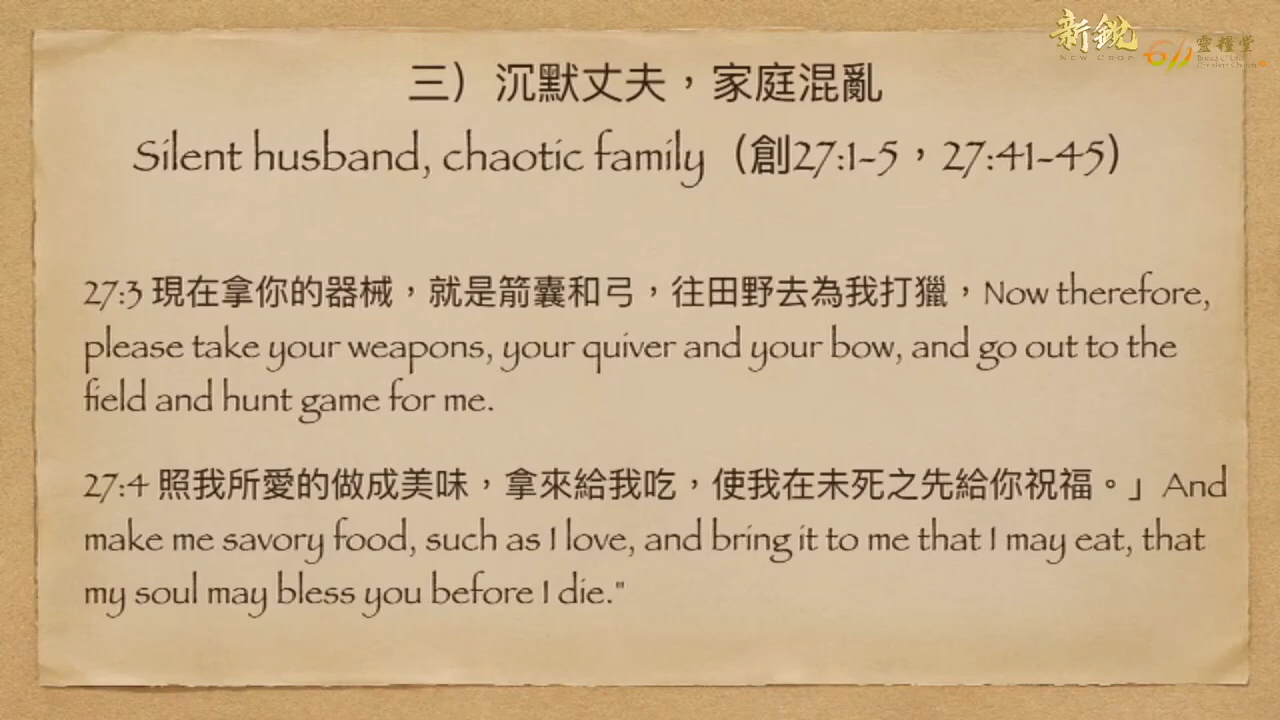 新銳
NEW CROP
611 靈糧堂
三）沉默丈夫，家庭混亂
Silent husband, chaotic family（創27:1-5，27:41-45）
27:3 現在拿你的器械，就是箭囊和弓，往田野去為我打獵，Now therefore,
please take your weapons, your quiver and your bow, and go out to the
field and hunt game for me.
27:4 照我所愛的做成美味，拿來給我吃，使我在未死之先給你祝福。」And
make me savory food, such as I love, and bring it to me that I may eat, that
my soul may bless you before I die."